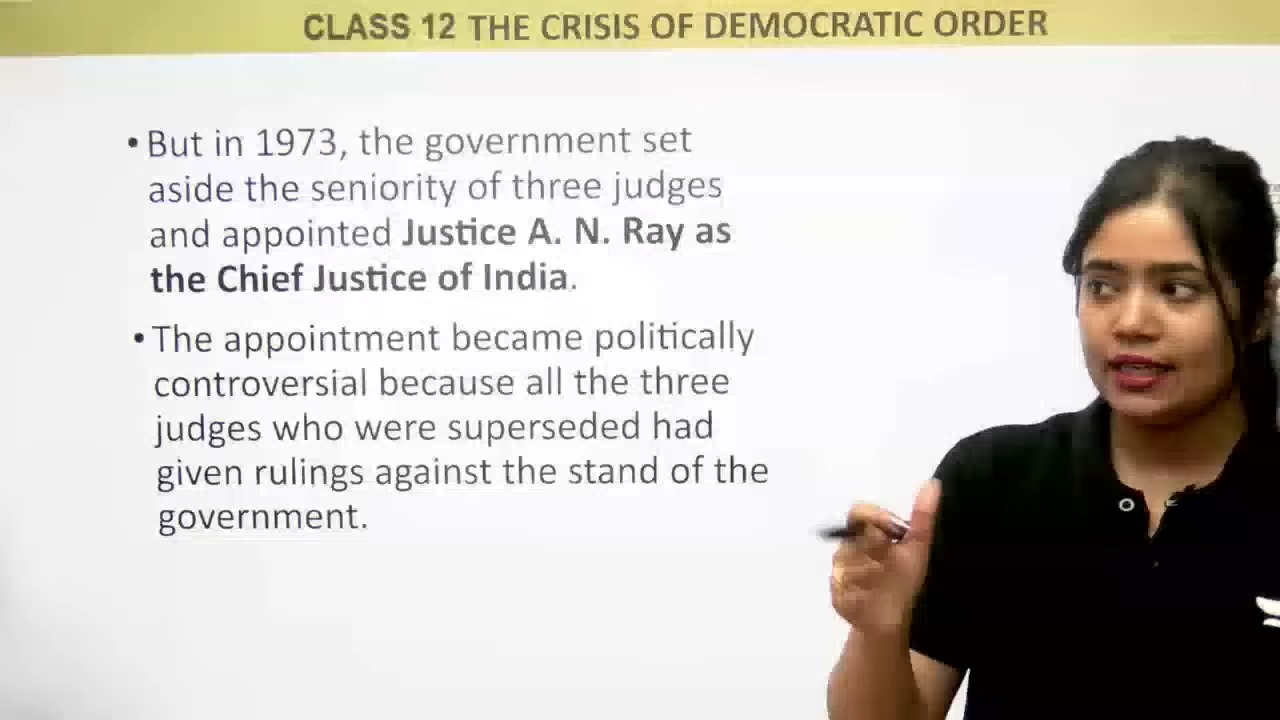 CLASS 12 THE CRISIS OF DEMOCRATIC ORDER
• But in 1973, the government set
aside the seniority of three judges
and appointed Justice A. N. Ray as
the Chief Justice of India.
• The appointment became politically
controversial because all the three
judges who were superseded had
given rulings against the stand of the
government.